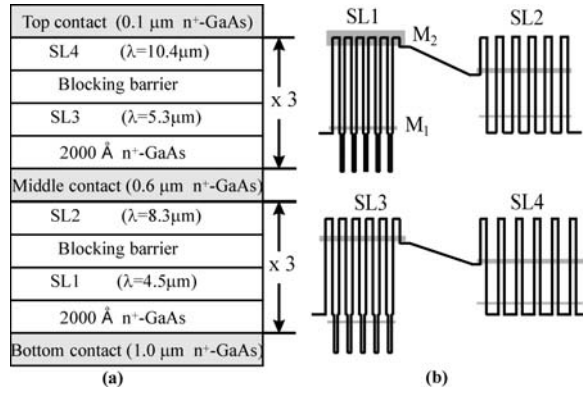 Top contact (0.1 μm n⁺-GaAs)
SL4 (λ=10.4μm)
Blocking barrier
SL3 (λ=5.3μm)
2000 Å n⁺-GaAs
x 3
Middle contact (0.6 μm n⁺-GaAs)
SL2 (λ=8.3μm)
Blocking barrier
SL1 (λ=4.5μm)
2000 Å n⁺-GaAs
x 3
Bottom contact (1.0 μm n⁺-GaAs)
(a)
SL1
SL2
M₂
M₁
SL3
SL4
(b)